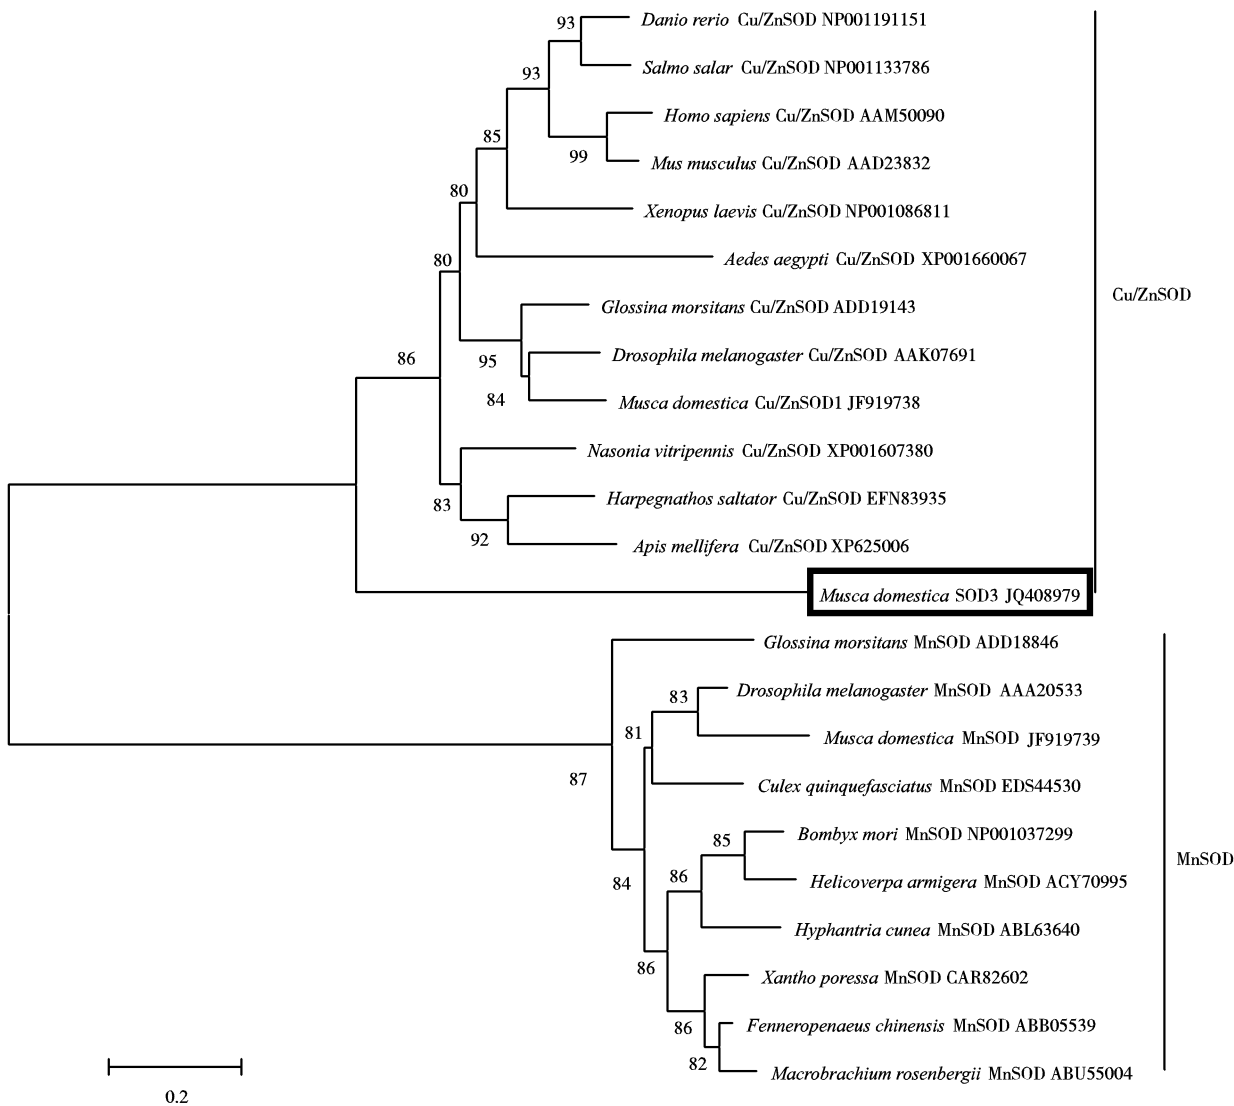 93 Danio rerio Cu/ZnSOD NP001191151
Salmo salar Cu/ZnSOD NP001133786
93
Homo sapiens Cu/ZnSOD AAM50090
85
99 Mus musculus Cu/ZnSOD AAD23832
80
Xenopus laevis Cu/ZnSOD NP001086811
80 Aedes aegypti Cu/ZnSOD XP001660067
Cu/ZnSOD
Glossina morsitans Cu/ZnSOD ADD19143
86 95 Drosophila melanogaster Cu/ZnSOD AAK07691
84 Musca domestica Cu/ZnSOD1 JF919738
Nasonia vitripennis Cu/ZnSOD XP001607380
83 Harpegnathos saltator Cu/ZnSOD EFN83935
92 Apis mellifera Cu/ZnSOD XP625006
Musca domestica SOD3 JQ408979
Glossina morsitans MnSOD ADD18846
83 Drosophila melanogaster MnSOD AAA20533
81 Musca domestica MnSOD JF919739
87 Culex quinquefasciatus MnSOD EDS44530
85 Bombyx mori MnSOD NP001037299
MnSOD
84 86 Helicoverpa armigera MnSOD ACY70995
Hyphantria cunea MnSOD ABL63640
86 Xantho poressa MnSOD CAR82602
86 Fenneropenaeus chinensis MnSOD ABB05539
82 Macrobrachium rosenbergii MnSOD ABU55004
0.2